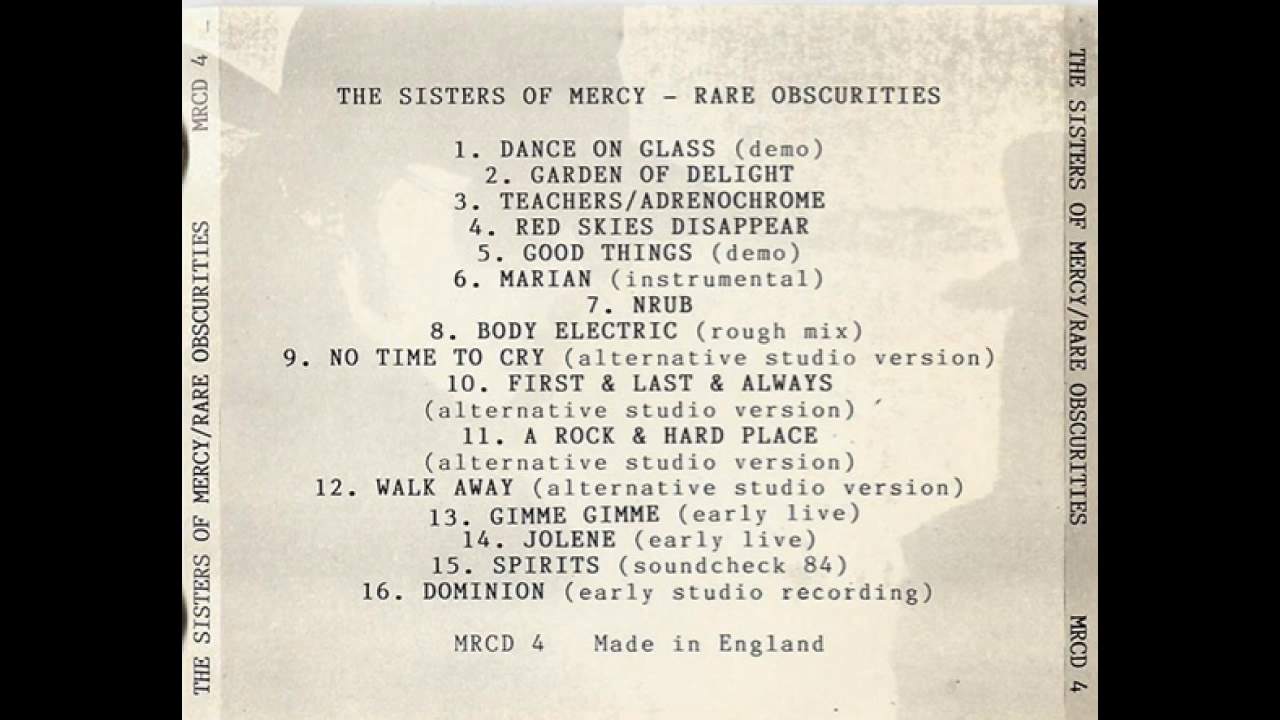 THE SISTERS OF MERCY/RARE OBSCURITIES MRCD 4
THE SISTERS OF MERCY – RARE OBSCURITIES
1. DANCE ON GLASS (demo)
2. GARDEN OF DELIGHT
3. TEACHERS/ADRENOCHROME
4. RED SKIES DISAPPEAR
5. GOOD THINGS (demo)
6. MARIAN (instrumental)
7. NRUB
8. BODY ELECTRIC (rough mix)
9. NO TIME TO CRY (alternative studio version)
10. FIRST & LAST & ALWAYS
(alternative studio version)
11. A ROCK & HARD PLACE
(alternative studio version)
12. WALK AWAY (alternative studio version)
13. GIMME GIMME (early live)
14. JOLENE (early live)
15. SPIRITS (soundcheck 84)
16. DOMINION (early studio recording)
MRCD 4 Made in England
THE SISTERS OF MERCY/RARE OBSCURITIES MRCD 4